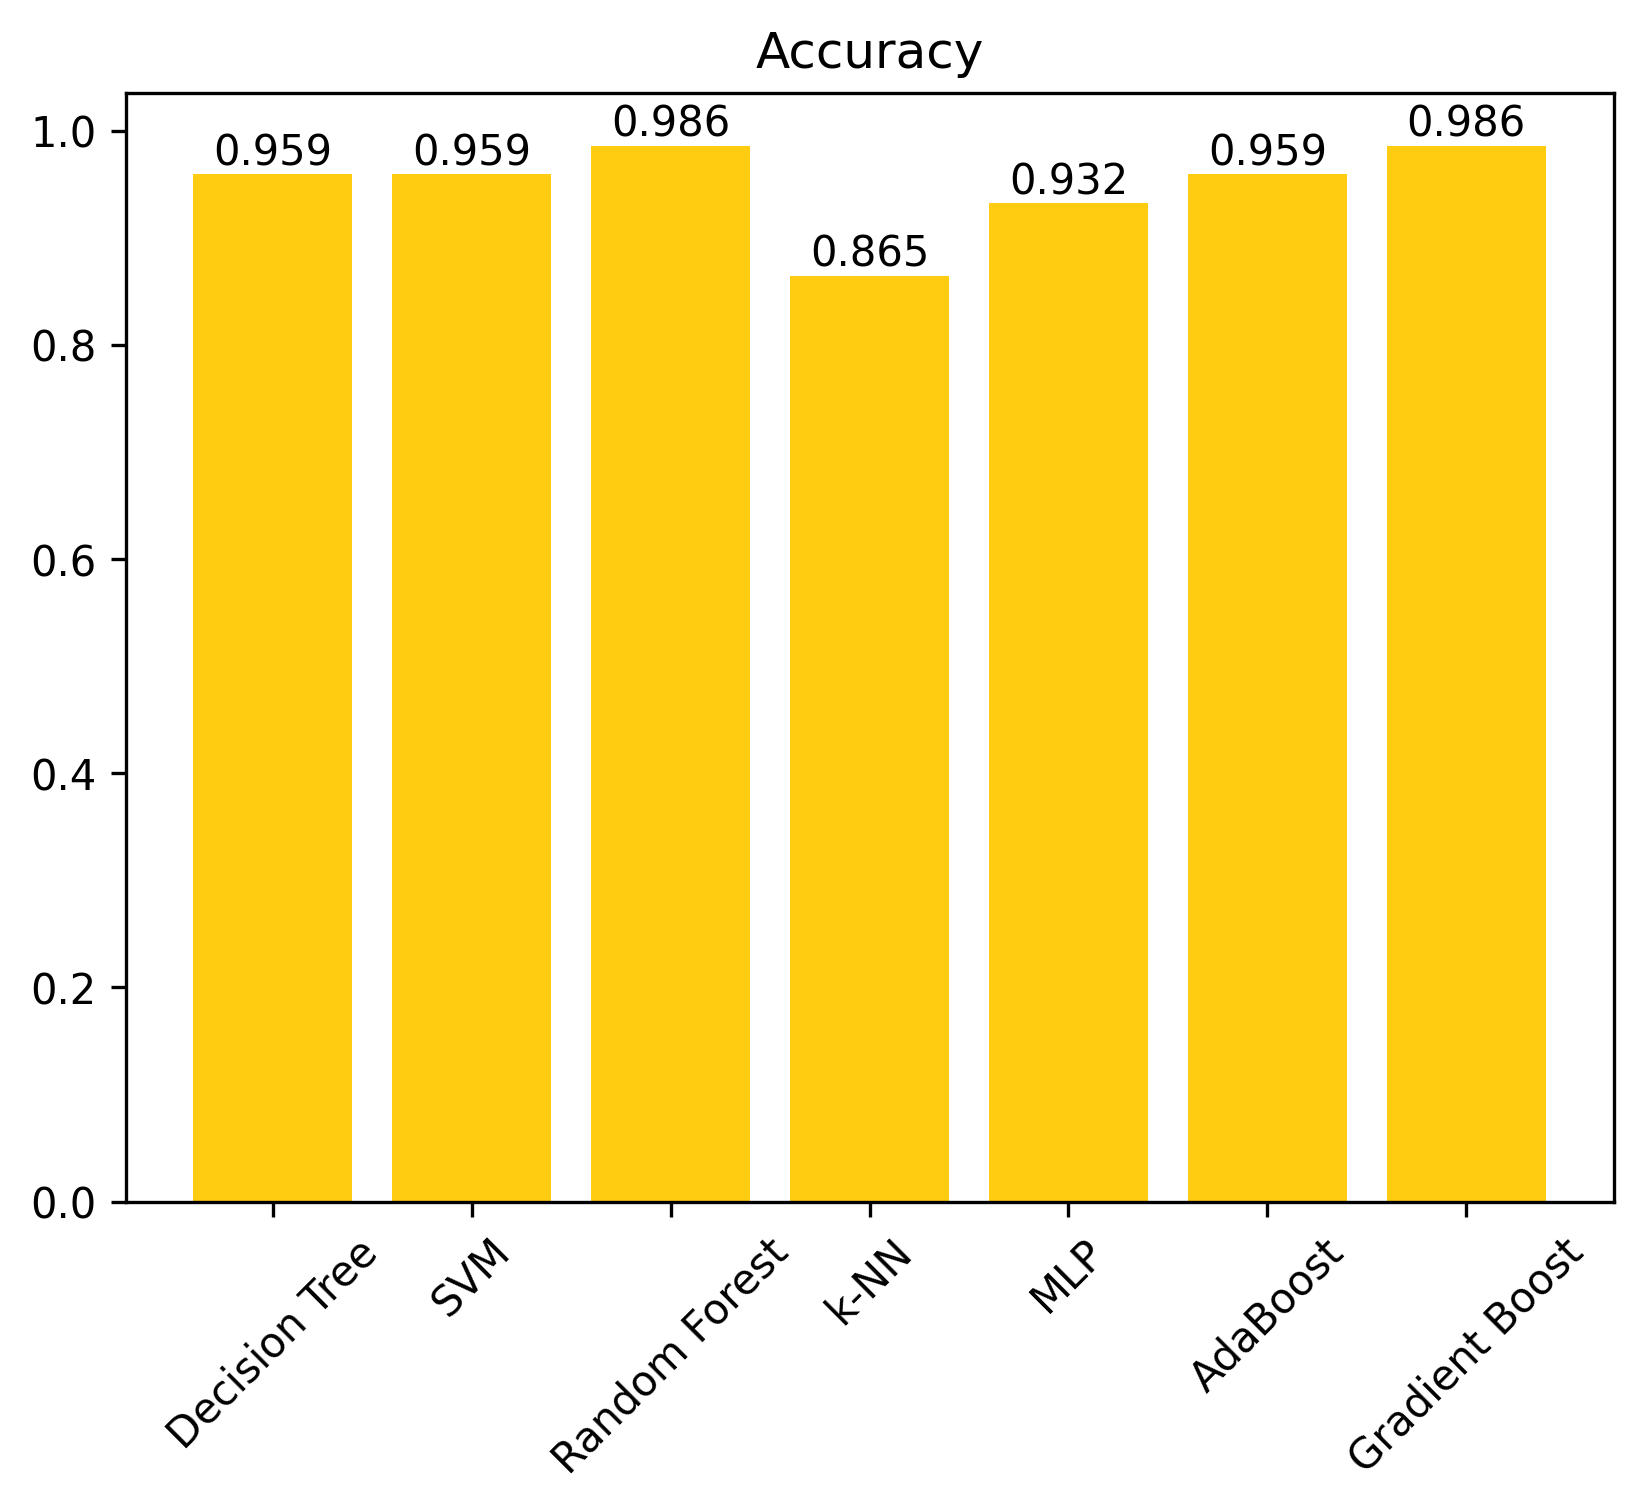 Accuracy
1.0
0.8
0.6
0.4
0.2
0.0
0.959
0.959
0.986
0.865
0.932
0.959
0.986
Decision Tree
SVM
Random Forest
k-NN
MLP
AdaBoost
Gradient Boost